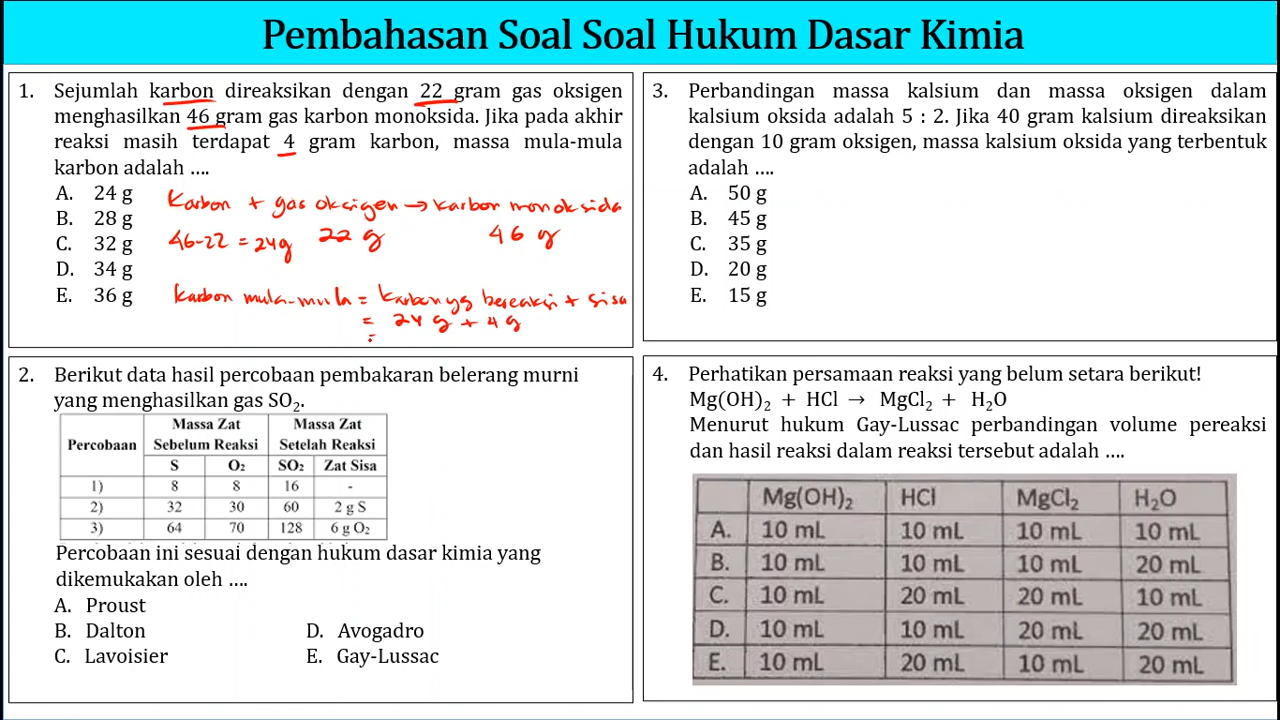 Pembahasan Soal Soal Hukum Dasar Kimia
1. Sejumlah karbon direaksikan dengan 22 gram gas oksigen
menghasilkan 46 gram gas karbon monoksida. Jika pada akhir
reaksi masih terdapat 4 gram karbon, massa mula-mula
karbon adalah ....
A. 24 g
B. 28 g
C. 32 g
D. 34 g
E. 36 g
Karbon + gas oksigen → karbon monoksida
46-22 = 24g 22 g 46 g
Karbon mula-mula = karbon yg bereaksi + sisa
= 24 g + 4 g
=
2. Berikut data hasil percobaan pembakaran belerang murni
yang menghasilkan gas SO₂.
Percobaan Massa Zat Sebelum Reaksi Massa Zat Setelah Reaksi
S O₂ SO₂ Zat Sisa
1) 8 8 16 -
2) 32 30 60 2 g S
3) 64 70 128 6 g O₂
Percobaan ini sesuai dengan hukum dasar kimia yang
dikemukakan oleh ....
A. Proust
B. Dalton D. Avogadro
C. Lavoisier E. Gay-Lussac
3. Perbandingan massa kalsium dan massa oksigen dalam
kalsium oksida adalah 5 : 2. Jika 40 gram kalsium direaksikan
dengan 10 gram oksigen, massa kalsium oksida yang terbentuk
adalah ....
A. 50 g
B. 45 g
C. 35 g
D. 20 g
E. 15 g
4. Perhatikan persamaan reaksi yang belum setara berikut!
Mg(OH)₂ + HCl → MgCl₂ + H₂O
Menurut hukum Gay-Lussac perbandingan volume pereaksi
dan hasil reaksi dalam reaksi tersebut adalah ....
Mg(OH)₂ HCl MgCl₂ H₂O
A. 10 mL 10 mL 10 mL 10 mL
B. 10 mL 10 mL 10 mL 20 mL
C. 10 mL 20 mL 20 mL 10 mL
D. 10 mL 10 mL 20 mL 20 mL
E. 10 mL 20 mL 10 mL 20 mL